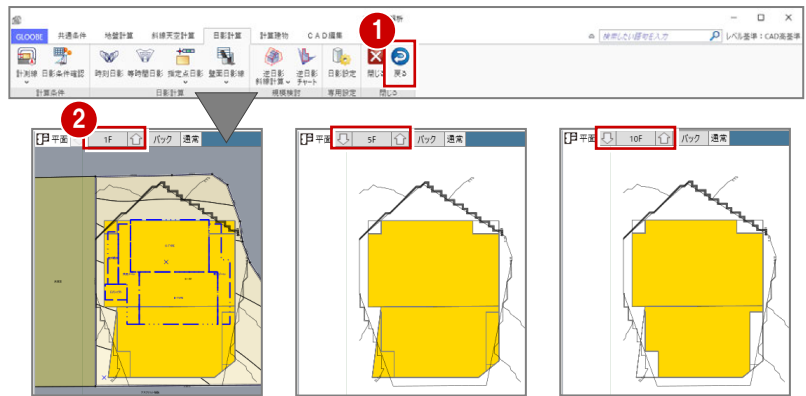 1
GLOOBE 共通条件 地盤計算 斜線天空計算 日影計算 計算建物 CAD編集
検索したい語句を入力 レベル基準:CAD高基準
計測線 日影条件確認 時刻日影 等時間日影 指定点日影 壁面日影線 逆日影斜線計算 逆日影チャート 日影設定 閉じる 戻る
計算条件 日影計算 規模検討 専用設定 閉じる
2
平面 1F バック 通常
平面 5F バック 通常
平面 10F バック 通常